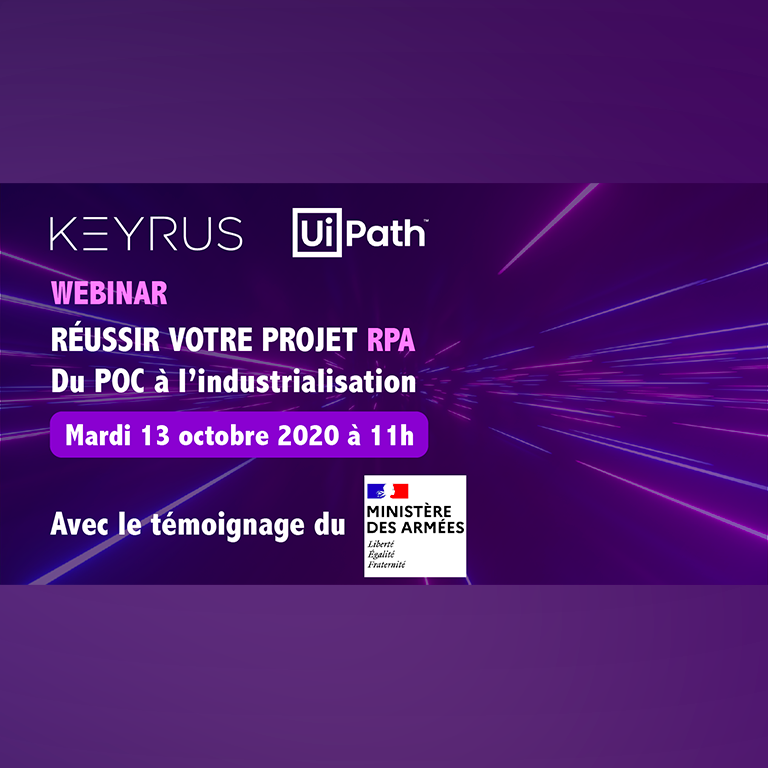 KEYRUS
UiPath™
WEBINAR
RÉUSSIR VOTRE PROJET RPA
Du POC à l'industrialisation
Mardi 13 octobre 2020 à 11h
Avec le témoignage du
MINISTÈRE
DES ARMÉES
Liberté
Égalité
Fraternité